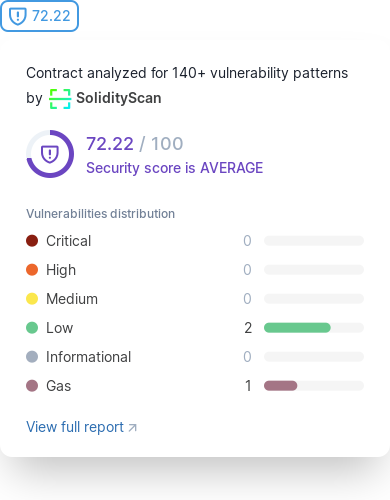 72.22
Contract analyzed for 140+ vulnerability patterns
by SolidityScan
72.22 / 100
Security score is AVERAGE
Vulnerabilities distribution
Critical 0
High 0
Medium 0
Low 2
Informational 0
Gas 1
View full report ↗